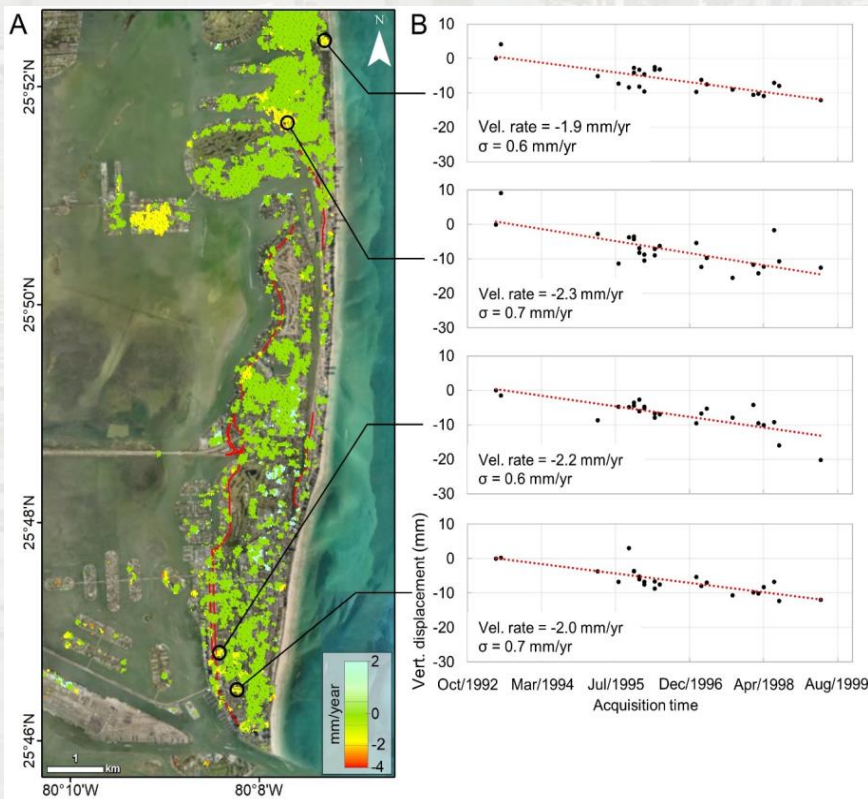 A
N
25°52'N
25°50'N
25°48'N
25°46'N
80°10'W
80°8'W
1
km
mm/year
2
0
-2
-4
B
10
0
-10
-20
-30
Vel. rate = -1.9 mm/yr
σ = 0.6 mm/yr
10
0
-10
-20
-30
Vel. rate = -2.3 mm/yr
σ = 0.7 mm/yr
10
0
-10
-20
-30
Vel. rate = -2.2 mm/yr
σ = 0.6 mm/yr
10
0
-10
-20
-30
Vel. rate = -2.0 mm/yr
σ = 0.7 mm/yr
Vert. displacement (mm)
Oct/1992 Mar/1994 Jul/1995 Dec/1996 Apr/1998 Aug/1999
Acquisition time